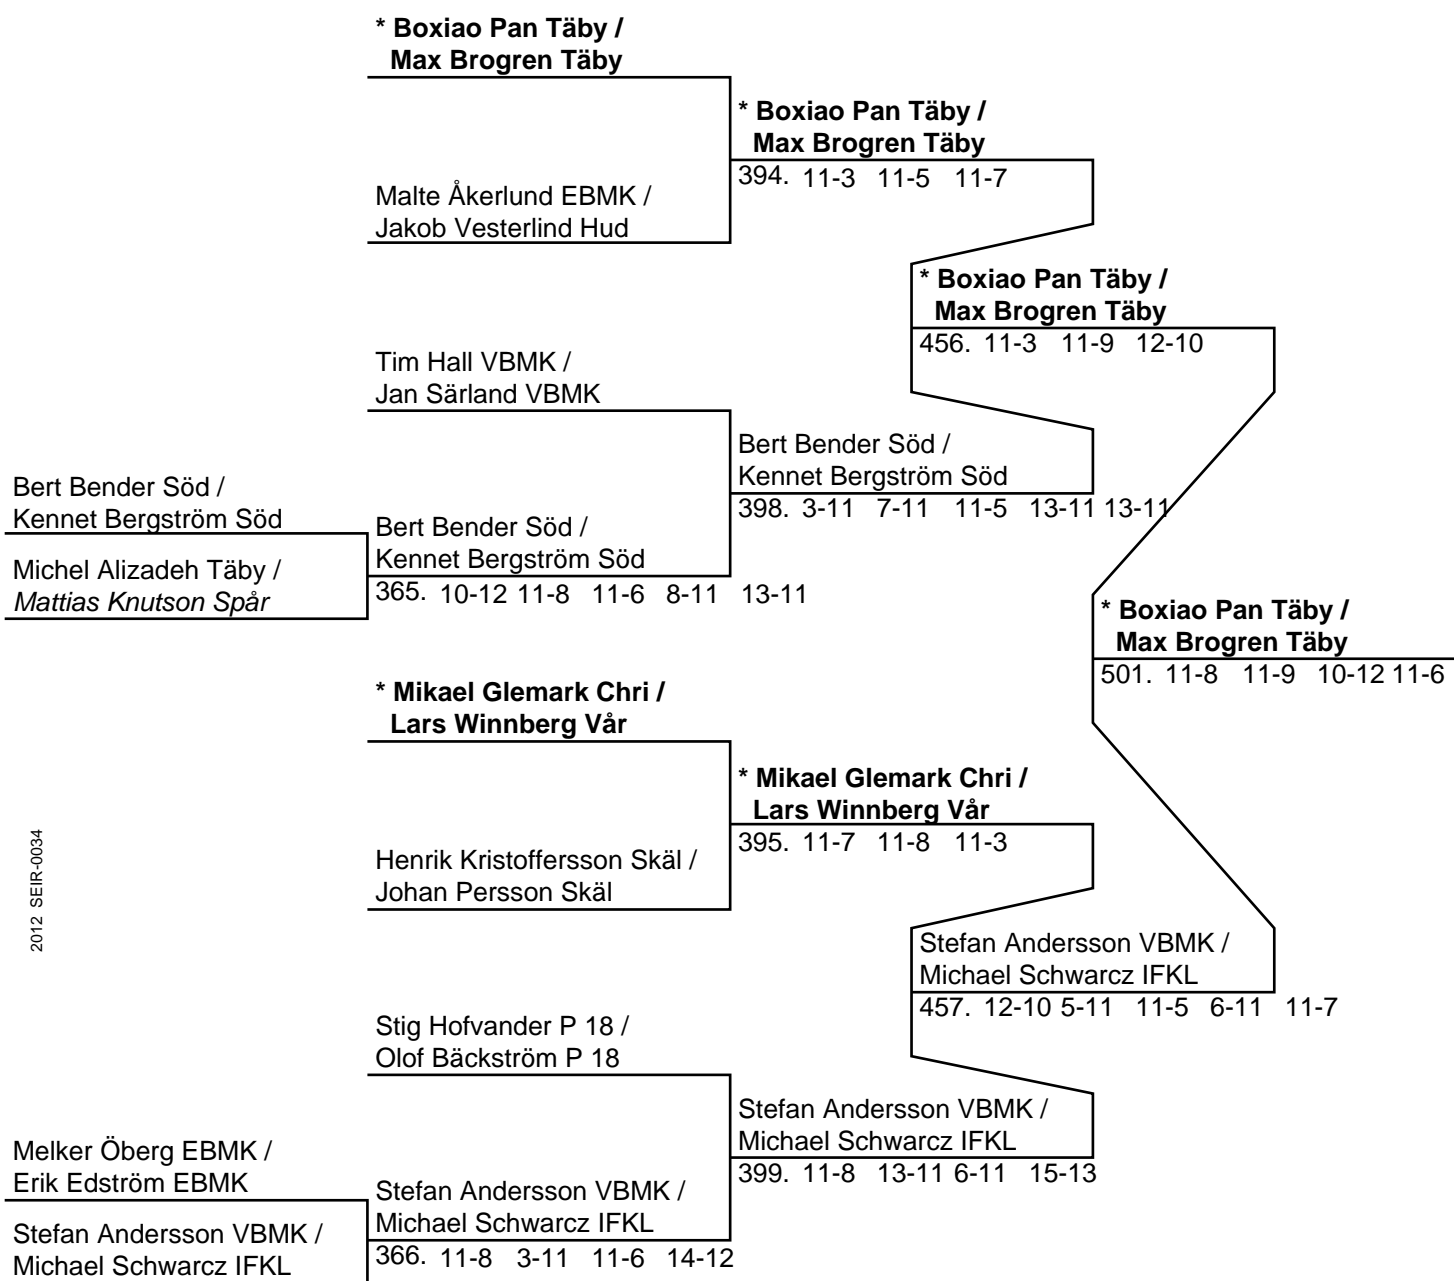 * Boxiao Pan Täby /
Max Brogren Täby
* Boxiao Pan Täby /
Max Brogren Täby
394. 11-3 11-5 11-7
Malte Åkerlund EBMK /
Jakob Vesterlind Hud
* Boxiao Pan Täby /
Max Brogren Täby
456. 11-3 11-9 12-10
Tim Hall VBMK /
Jan Särland VBMK
Bert Bender Söd /
Kennet Bergström Söd
398. 3-11 7-11 11-5 13-11 13-11
Bert Bender Söd /
Kennet Bergström Söd
Bert Bender Söd /
Kennet Bergström Söd
365. 10-12 11-8 11-6 8-11 13-11
Michel Alizadeh Täby /
Mattias Knutson Spår
* Boxiao Pan Täby /
Max Brogren Täby
501. 11-8 11-9 10-12 11-6
* Mikael Glemark Chri /
Lars Winnberg Vår
* Mikael Glemark Chri /
Lars Winnberg Vår
395. 11-7 11-8 11-3
Henrik Kristoffersson Skäl /
Johan Persson Skäl
2012 SEIR-0034
Stefan Andersson VBMK /
Michael Schwarcz IFKL
457. 12-10 5-11 11-5 6-11 11-7
Stig Hofvander P 18 /
Olof Bäckström P 18
Stefan Andersson VBMK /
Michael Schwarcz IFKL
399. 11-8 13-11 6-11 15-13
Melker Öberg EBMK /
Erik Edström EBMK
Stefan Andersson VBMK /
Michael Schwarcz IFKL
366. 11-8 3-11 11-6 14-12
Stefan Andersson VBMK /
Michael Schwarcz IFKL